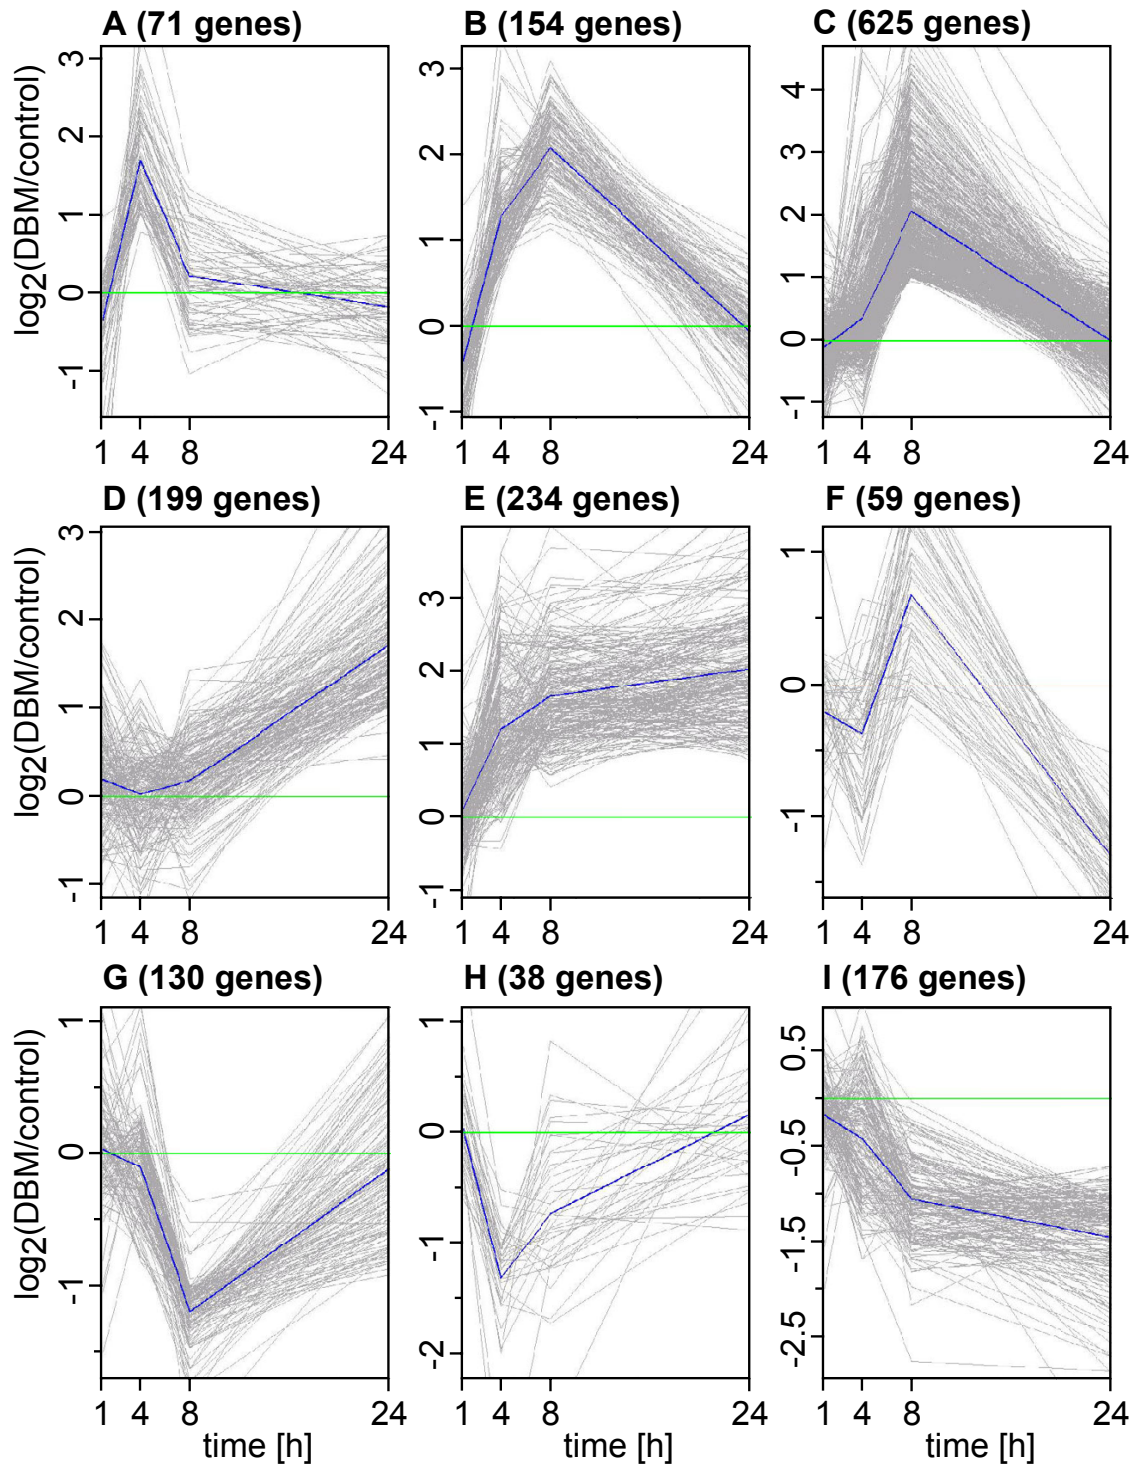 A (71 genes)
B (154 genes)
C (625 genes)
log2(DBM/control)
3
2
1
0
-1
3
2
1
0
-1
4
3
2
1
0
-1
1 4 8 24
1 4 8 24
1 4 8 24
D (199 genes)
E (234 genes)
F (59 genes)
log2(DBM/control)
3
2
1
0
-1
3
2
1
0
-1
1
0
-1
1 4 8 24
1 4 8 24
1 4 8 24
G (130 genes)
H (38 genes)
I (176 genes)
log2(DBM/control)
1
0
-1
1
0
-1
-2
0.5
-0.5
-1.5
-2.5
1 4 8 24
1 4 8 24
1 4 8 24
time [h]
time [h]
time [h]